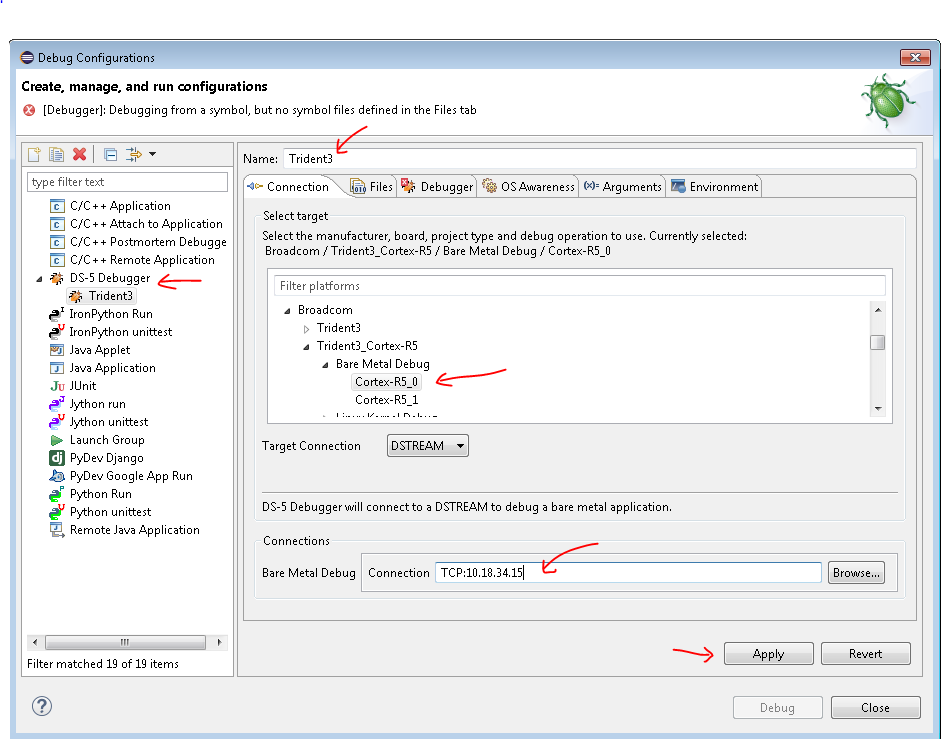 Debug Configurations
Create, manage, and run configurations
[Debugger]: Debugging from a symbol, but no symbol files defined in the Files tab
type filter text
C/C++ Application
C/C++ Attach to Application
C/C++ Postmortem Debugge
C/C++ Remote Application
DS-5 Debugger
Trident3
IronPython Run
IronPython unittest
Java Applet
Java Application
JUnit
Jython run
Jython unittest
Launch Group
PyDev Django
PyDev Google App Run
Python Run
Python unittest
Remote Java Application
Filter matched 19 of 19 items
Name: Trident3
Connection Files Debugger OS Awareness Arguments Environment
Select target
Select the manufacturer, board, project type and debug operation to use. Currently selected:
Broadcom / Trident3_Cortex-R5 / Bare Metal Debug / Cortex-R5_0
Filter platforms
Broadcom
Trident3
Trident3_Cortex-R5
Bare Metal Debug
Cortex-R5_0
Cortex-R5_1
Target Connection DSTREAM
DS-5 Debugger will connect to a DSTREAM to debug a bare metal application.
Connections
Bare Metal Debug Connection TCP:10.18.34.15 Browse...
Apply Revert
Debug Close